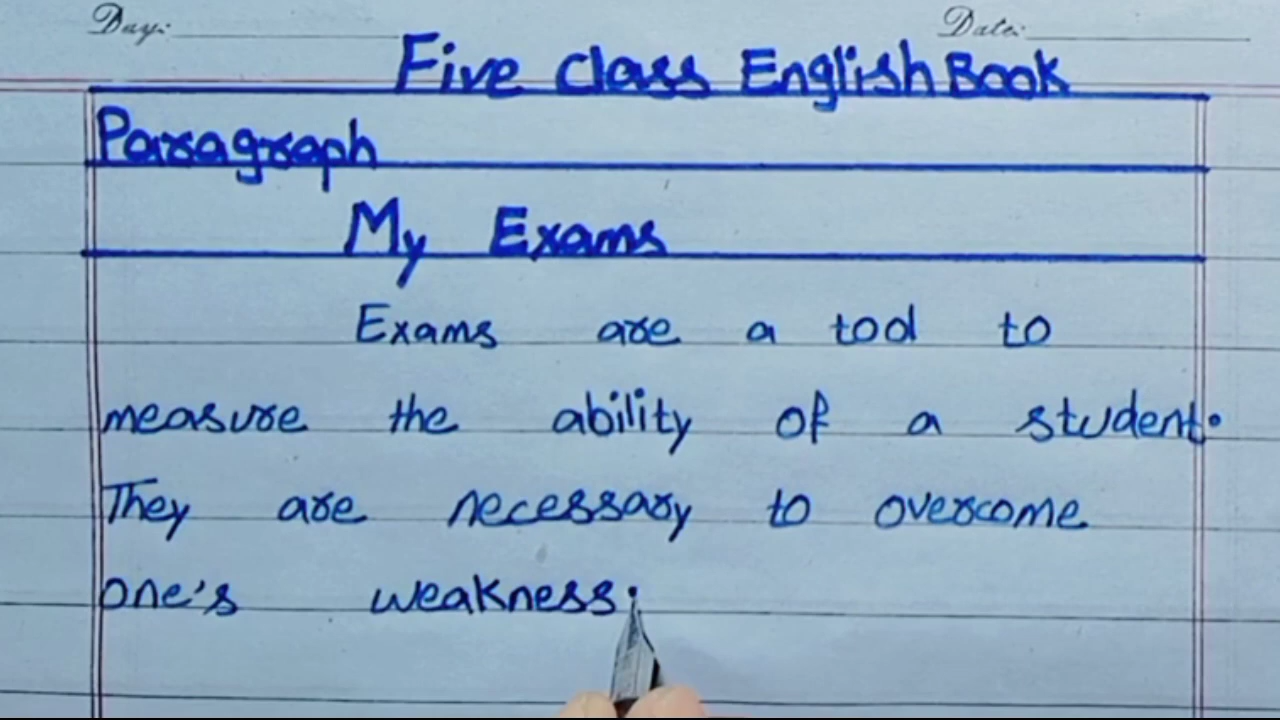 Day: Date:
Five Class English Book
Paragraph
My Exams
Exams are a tool to
measure the ability of a student.
They are necessary to overcome
one's weakness.